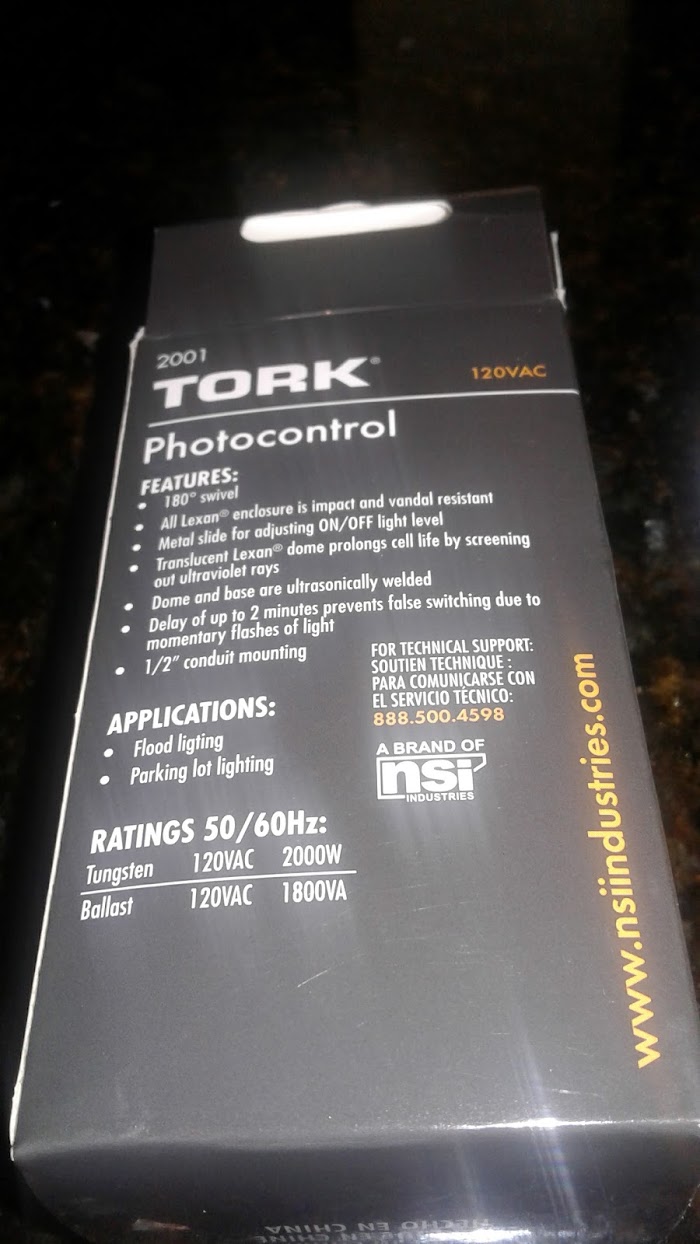 2001
TORK®
120VAC
Photocontrol
FEATURES:
• 180° swivel
• All Lexan® enclosure is impact and vandal resistant
• Metal slide for adjusting ON/OFF light level
• Translucent Lexan® dome prolongs cell life by screening
out ultraviolet rays
• Dome and base are ultrasonically welded
• Delay of up to 2 minutes prevents false switching due to
momentary flashes of light
• 1/2" conduit mounting
FOR TECHNICAL SUPPORT:
SOUTIEN TECHNIQUE :
PARA COMUNICARSE CON
EL SERVICIO TÉCNICO:
888.500.4598
A BRAND OF
nsi
INDUSTRIES
APPLICATIONS:
• Flood ligting
• Parking lot lighting
RATINGS 50/60Hz:
Tungsten 120VAC 2000W
Ballast 120VAC 1800VA
www.nsiindustries.com
HECHO EN CHINA
EN CHINE